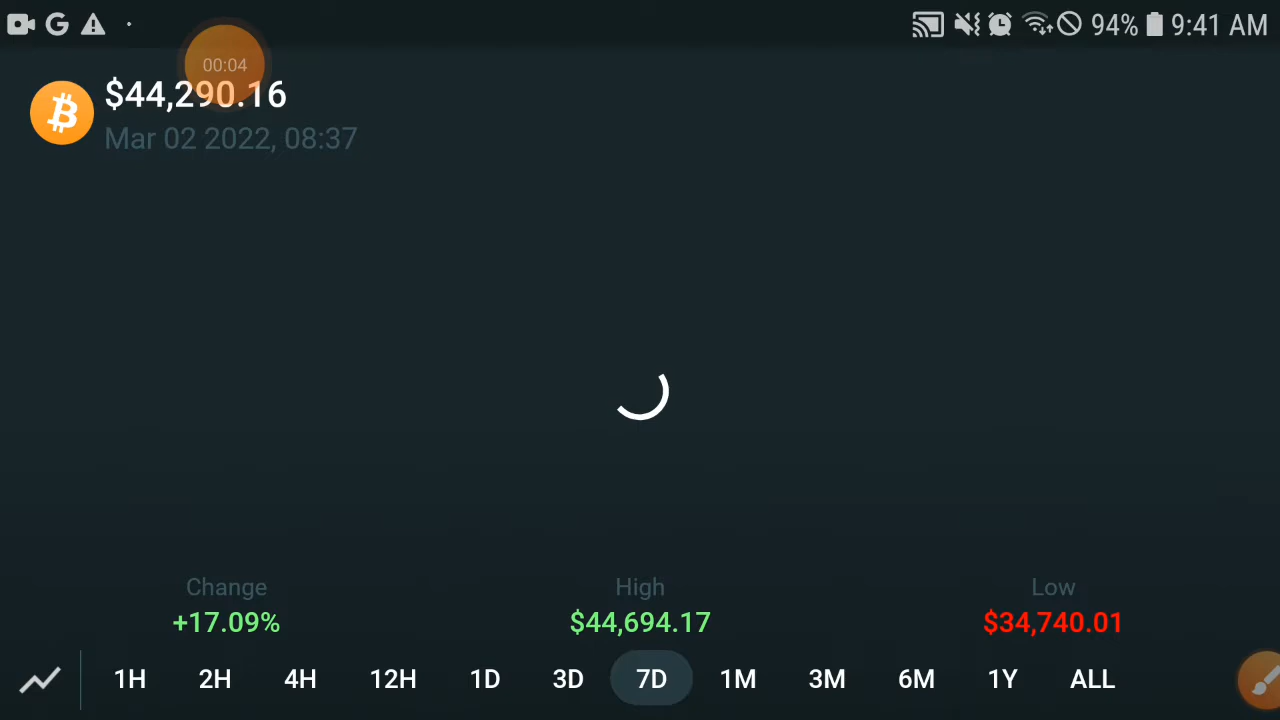 94% 9:41 AM
00:04
$44,290.16
Mar 02 2022, 08:37
Change High Low
+17.09% $44,694.17 $34,740.01
1H 2H 4H 12H 1D 3D 7D 1M 3M 6M 1Y ALL